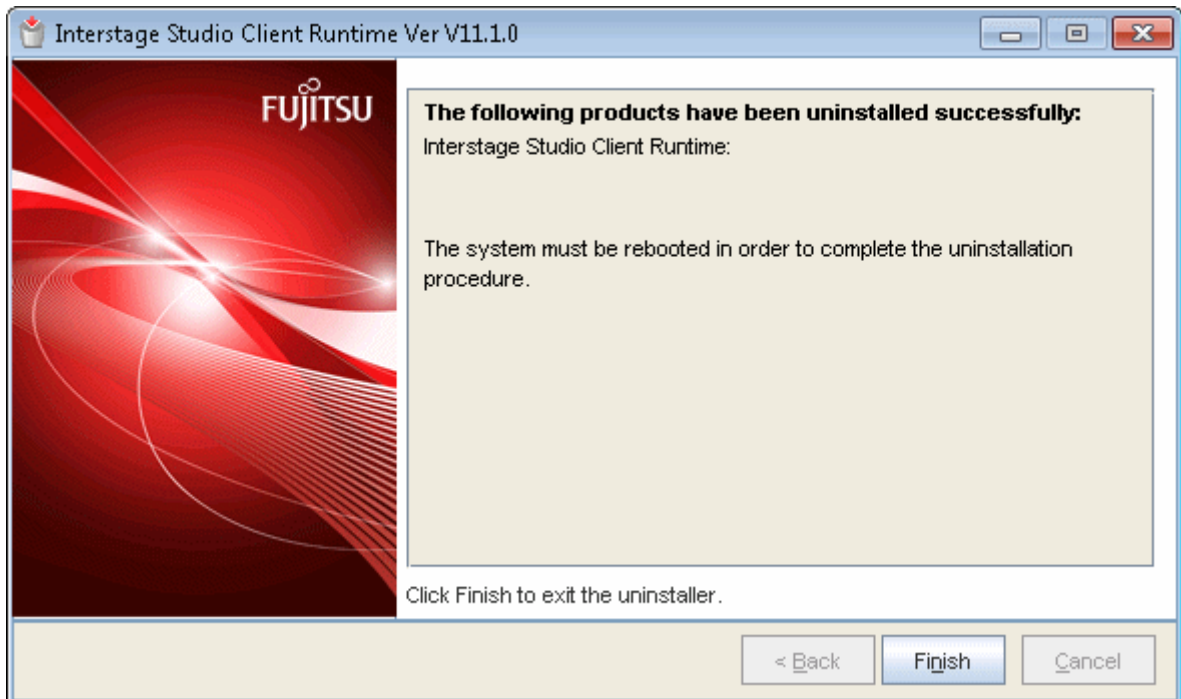 Interstage Studio Client Runtime Ver V11.1.0
FUJITSU
The following products have been uninstalled successfully:
Interstage Studio Client Runtime:
The system must be rebooted in order to complete the uninstallation
procedure.
Click Finish to exit the uninstaller.
< Back
Finish
Cancel